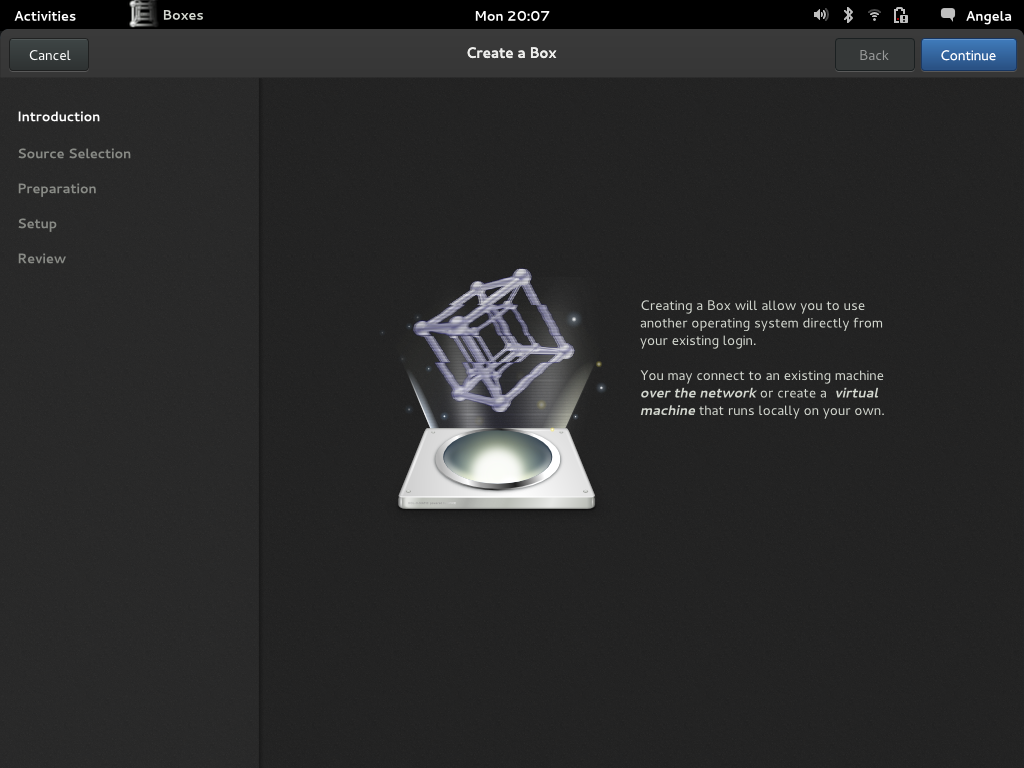 Activities Boxes Mon 20:07 Angela
Cancel Create a Box Back Continue
Introduction
Source Selection
Preparation
Setup
Review
Creating a Box will allow you to use
another operating system directly from
your existing login.
You may connect to an existing machine
over the network or create a virtual
machine that runs locally on your own.